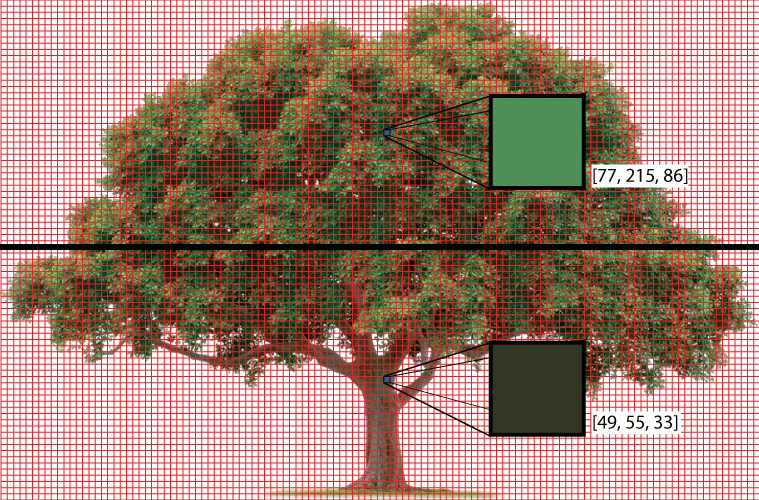 [77, 215, 86]
[49, 55, 33]